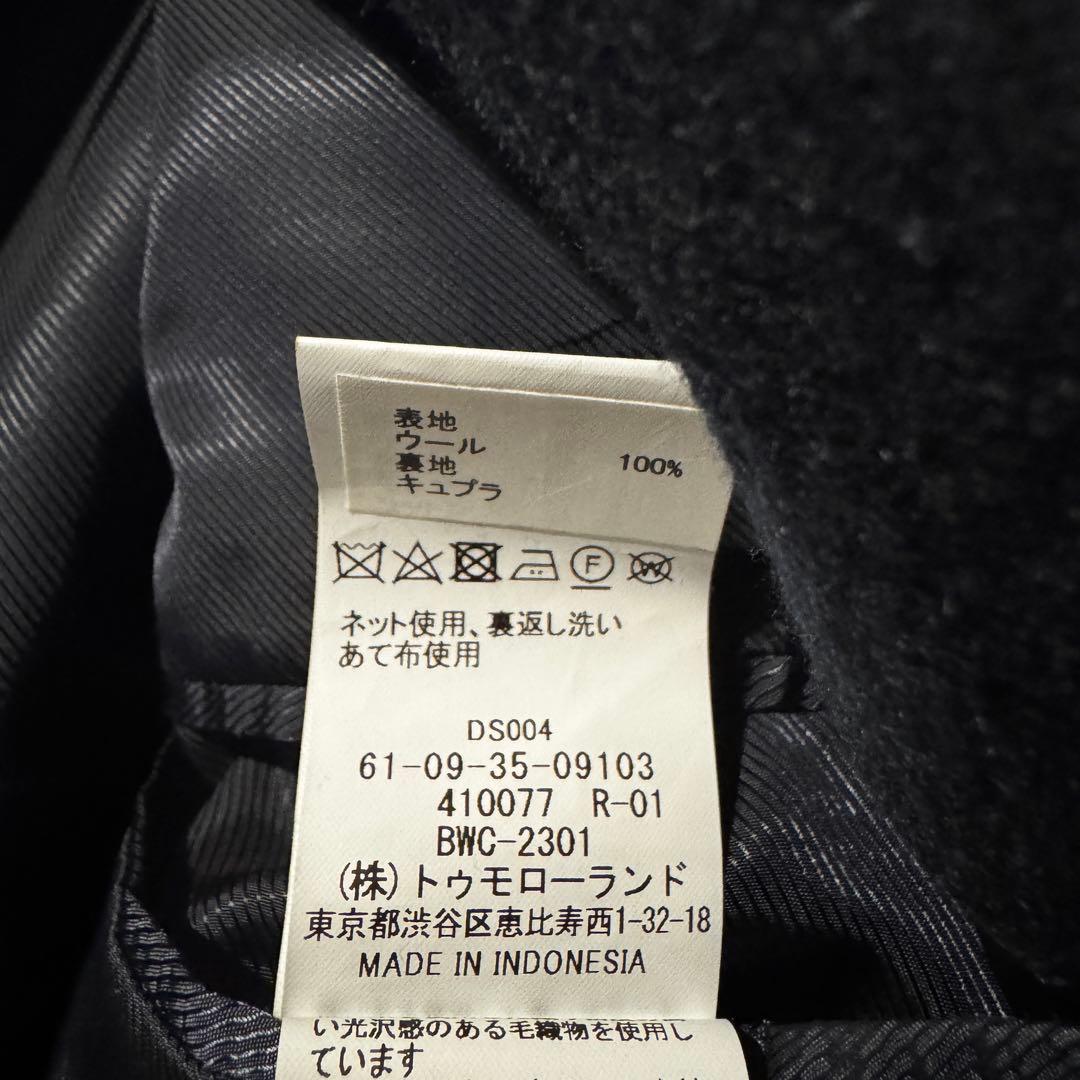 表地
ウール 100%
裏地
キュプラ
F W
ネット使用、裏返し洗い
あて布使用
DS004
61-09-35-09103
410077 R-01
BWC-2301
(株)トゥモローランド
東京都渋谷区恵比寿西1-32-18
MADE IN INDONESIA
い光沢感のある毛織物を使用し
ています